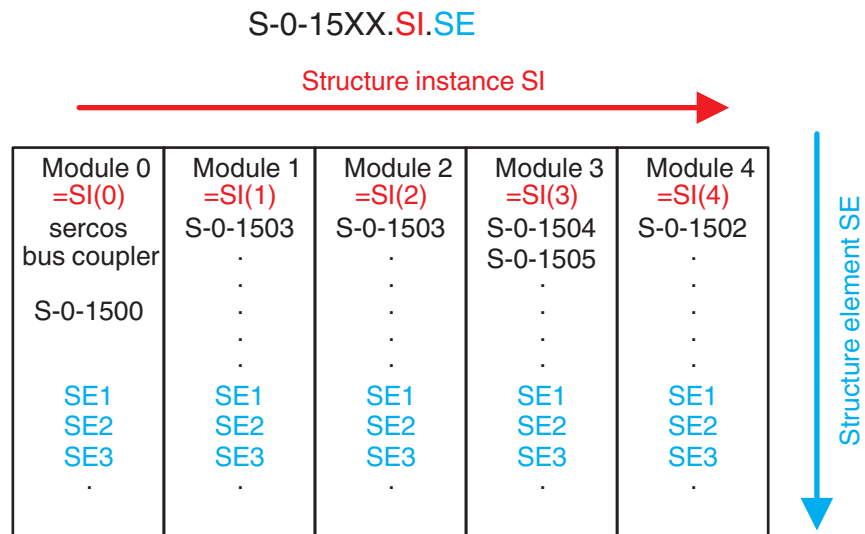 S-0-15XX.SI.SE
Structure instance SI
Module 0 Module 1 Module 2 Module 3 Module 4
=SI(0) =SI(1) =SI(2) =SI(3) =SI(4)
sercos S-0-1503 S-0-1503 S-0-1504 S-0-1502
bus coupler . . S-0-1505 .
. . . .
S-0-1500 . . . .
. . . .
. . . .
SE1 SE1 SE1 SE1 SE1
SE2 SE2 SE2 SE2 SE2
SE3 SE3 SE3 SE3 SE3
. . . . .
Structure element SE